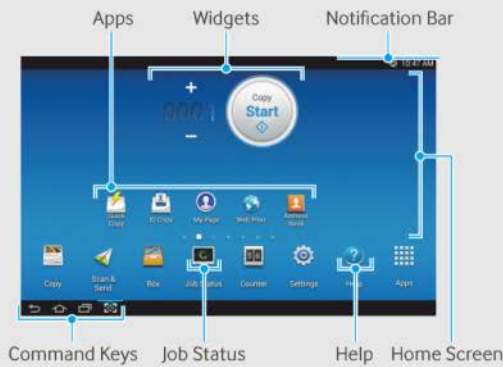 Apps Widgets Notification Bar
10:47 AM
+
Copy
Start
0001
−
Quick Copy ID Copy My Page Web Print Address Book
Copy Scan & Send Box Job Status Counter Settings Help Apps
Command Keys Job Status Help Home Screen